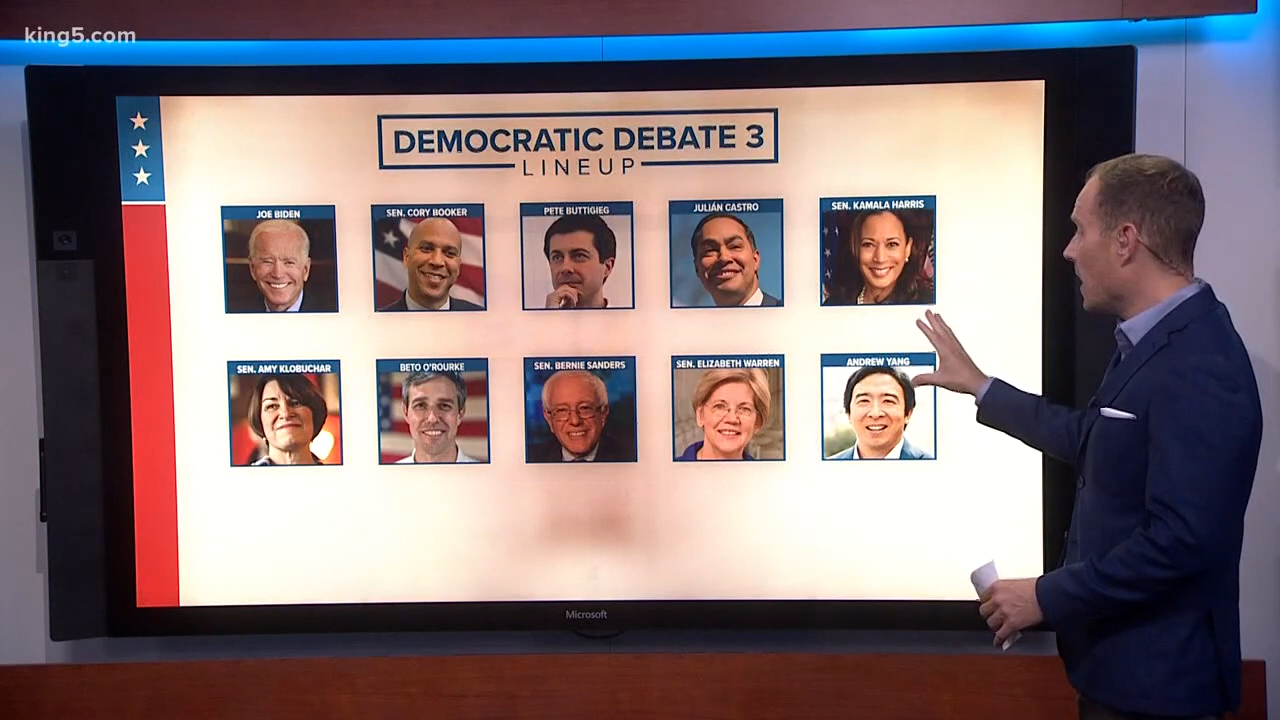 king5.com
DEMOCRATIC DEBATE 3
LINEUP
JOE BIDEN
SEN. CORY BOOKER
PETE BUTTIGIEG
JULIÁN CASTRO
SEN. KAMALA HARRIS
SEN. AMY KLOBUCHAR
BETO O'ROURKE
SEN. BERNIE SANDERS
SEN. ELIZABETH WARREN
ANDREW YANG
Microsoft